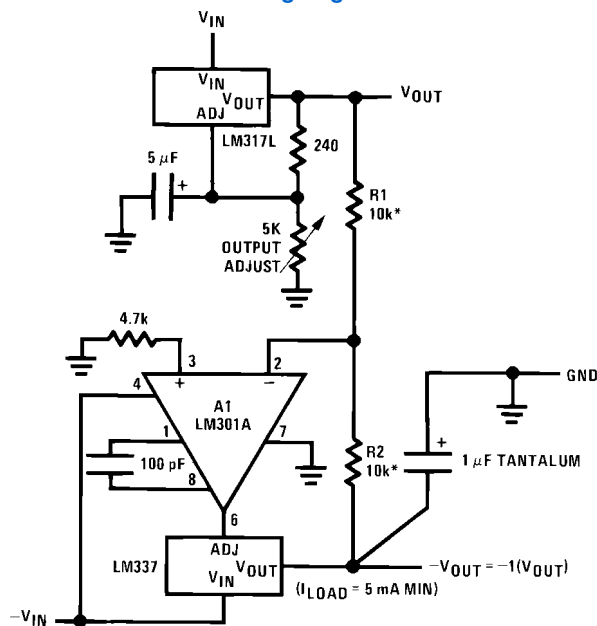 VIN
VIN
VOUT
ADJ
LM317L
VOUT
240
5 µF
+
R1
10k*
5K
OUTPUT
ADJUST
4.7k
3
2
4
+
−
A1
LM301A
1
7
100 pF
8
6
GND
R2
10k*
+
1 µF TANTALUM
ADJ
LM337
VOUT
VIN
−VOUT = −1(VOUT)
(ILOAD = 5 mA MIN)
−VIN